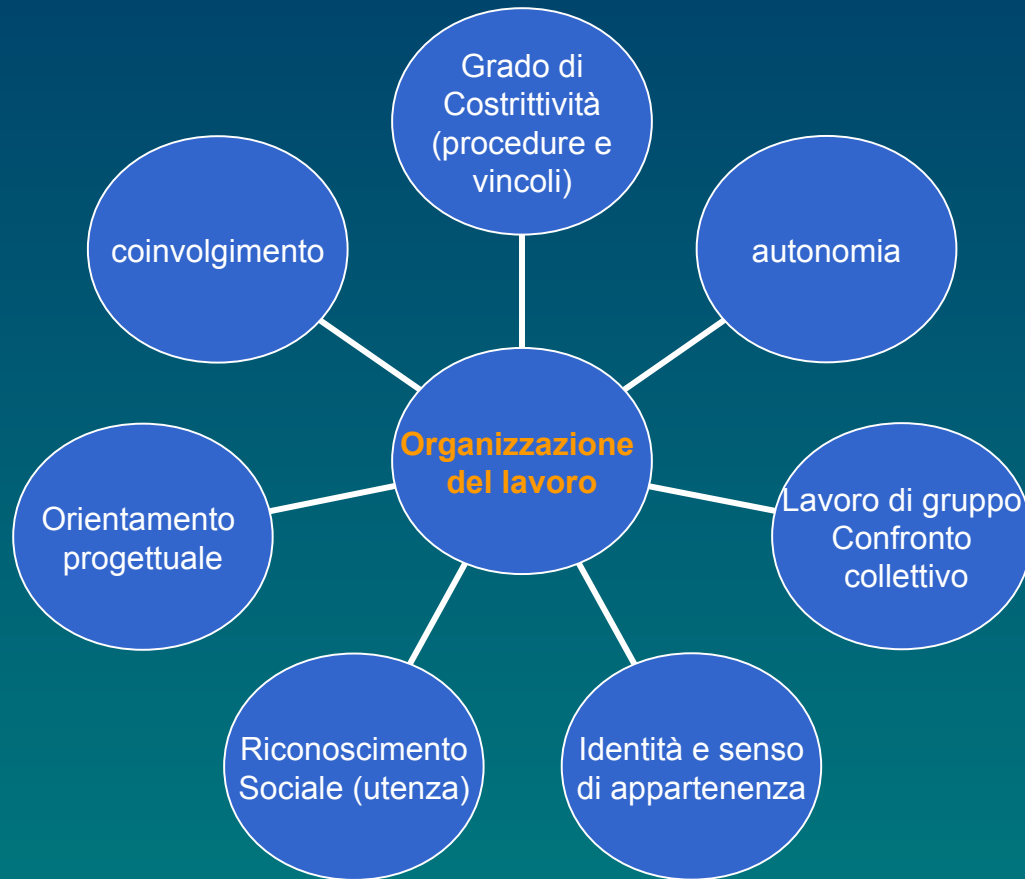 Grado di
Costrittività
(procedure e
vincoli)
coinvolgimento
autonomia
Organizzazione
del lavoro
Orientamento
progettuale
Lavoro di gruppo
Confronto
collettivo
Riconoscimento
Sociale (utenza)
Identità e senso
di appartenenza